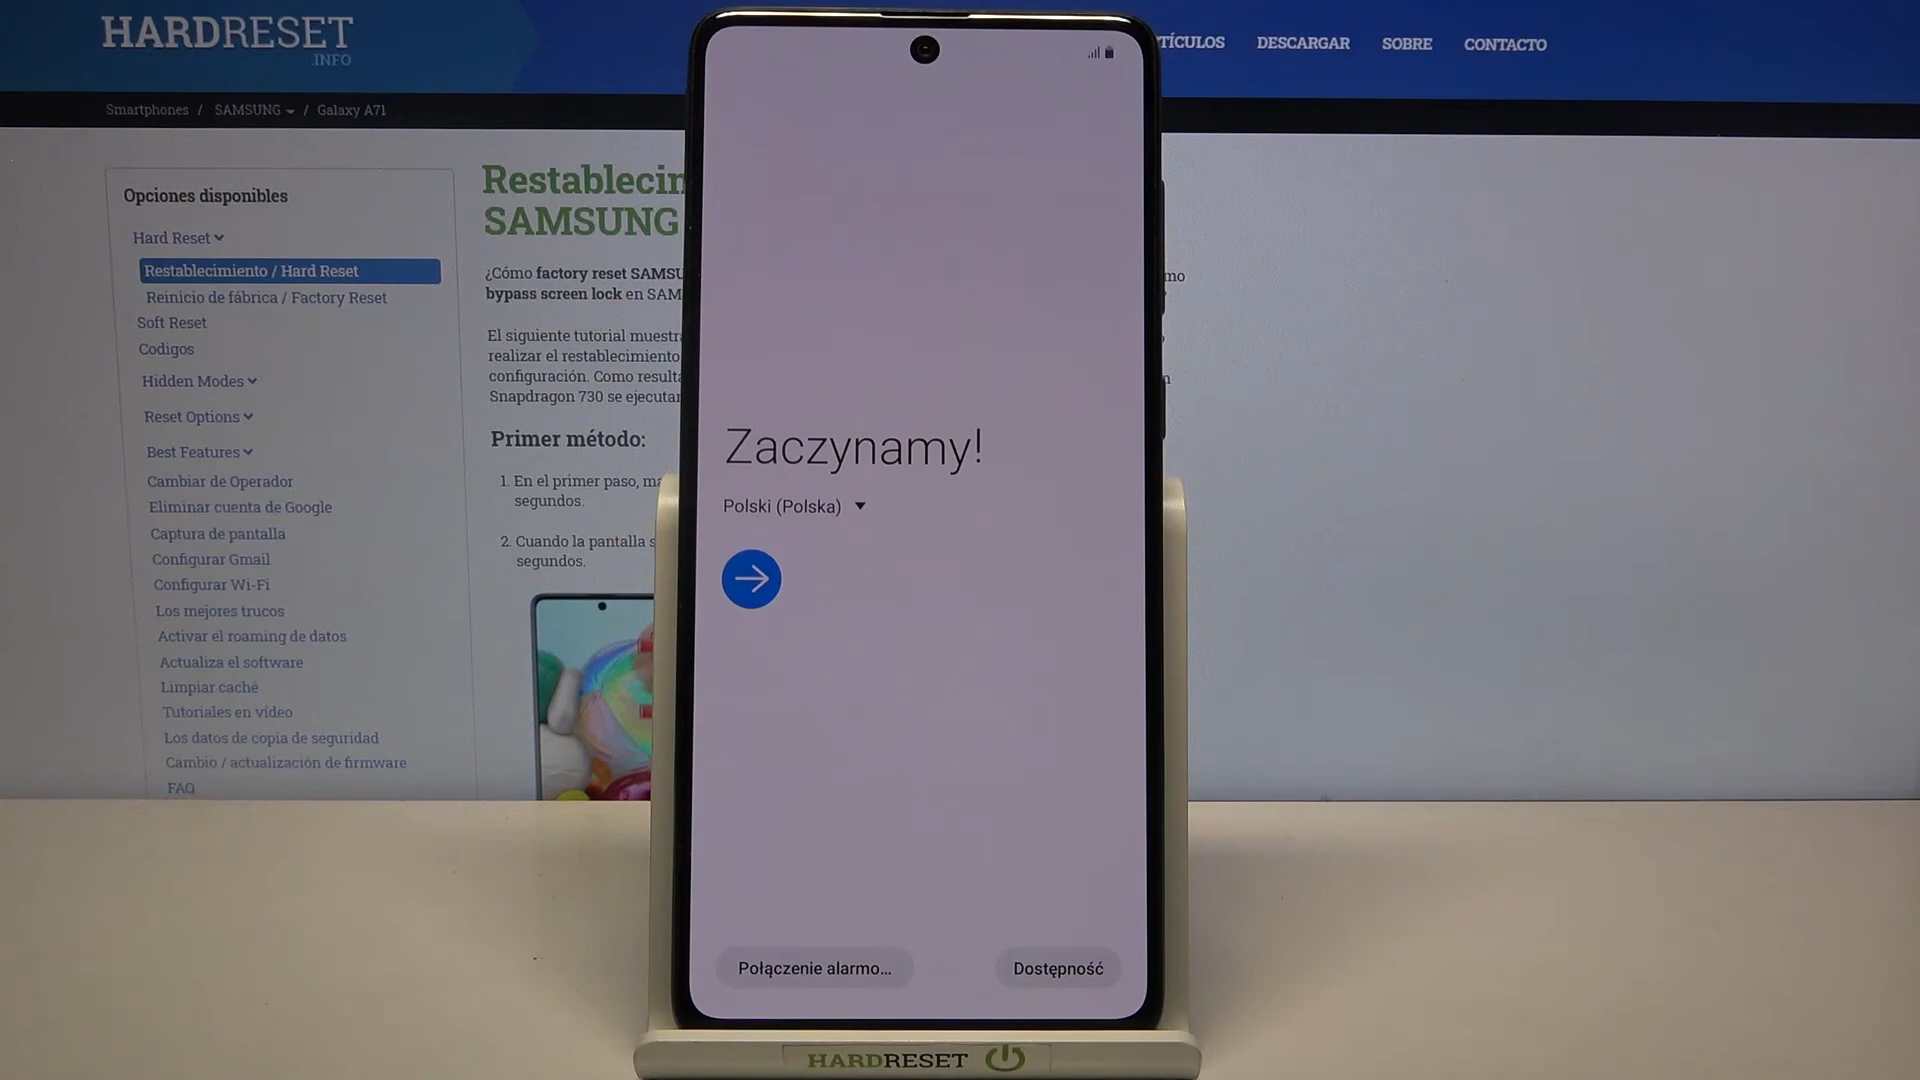 HARDRESET
.INFO
TÍCULOS DESCARGAR SOBRE CONTACTO
Smartphones / SAMSUNG / Galaxy A71
Opciones disponibles
Hard Reset
Restablecimiento / Hard Reset
Reinicio de fábrica / Factory Reset
Soft Reset
Codigos
Hidden Modes
Reset Options
Best Features
Cambiar de Operador
Eliminar cuenta de Google
Captura de pantalla
Configurar Gmail
Configurar Wi-Fi
Los mejores trucos
Activar el roaming de datos
Actualiza el software
Limpiar caché
Tutoriales en vídeo
Los datos de copia de seguridad
Cambio / actualización de firmware
FAQ
Restablecim
SAMSUNG
¿Cómo factory reset SAMSU
bypass screen lock en SAM
El siguiente tutorial muestr
realizar el restablecimiento
configuración. Como resulta
Snapdragon 730 se ejecutar
Primer método:
1. En el primer paso, ma
segundos.
2. Cuando la pantalla s
segundos.
mo
Zaczynamy!
Polski (Polska)
Połączenie alarmo...
Dostępność
HARDRESET